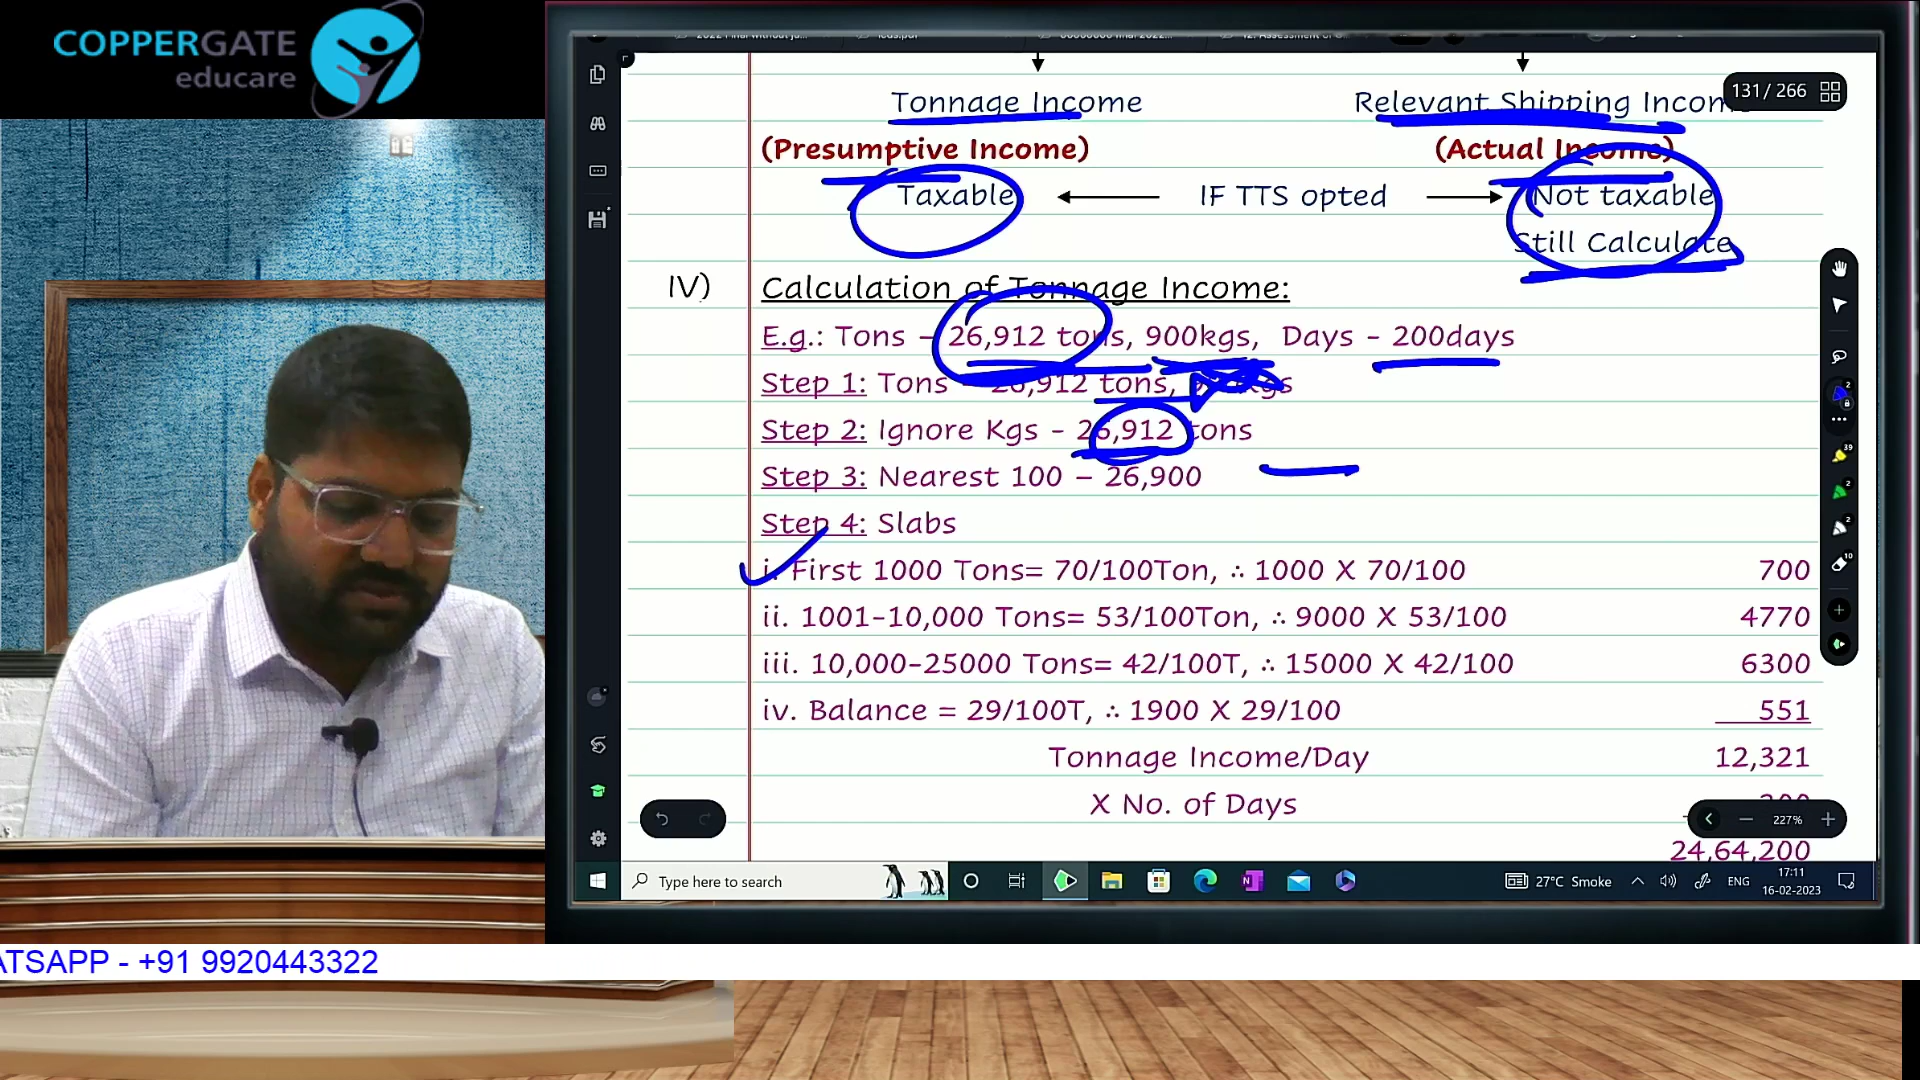 COPPERGATE
educare
131/ 266
Tonnage Income
Relevant Shipping Incom
(Presumptive Income)
(Actual Income)
Taxable
IF TTS opted
Not taxable
Still Calculate
IV)
Calculation of Tonnage Income:
E.g.: Tons – 26,912 tons, 900kgs, Days - 200days
Step 1: Tons – 26,912 tons, kgs
Step 2: Ignore Kgs - 26,912 tons
Step 3: Nearest 100 – 26,900
Step 4: Slabs
i. First 1000 Tons= 70/100Ton, ∴ 1000 X 70/100 700
ii. 1001-10,000 Tons= 53/100Ton, ∴ 9000 X 53/100 4770
iii. 10,000-25000 Tons= 42/100T, ∴ 15000 X 42/100 6300
iv. Balance = 29/100T, ∴ 1900 X 29/100 551
Tonnage Income/Day 12,321
X No. of Days
227%
24,64,200
Type here to search
27°C Smoke
ENG
17:11
16-02-2023
ATSAPP - +91 9920443322